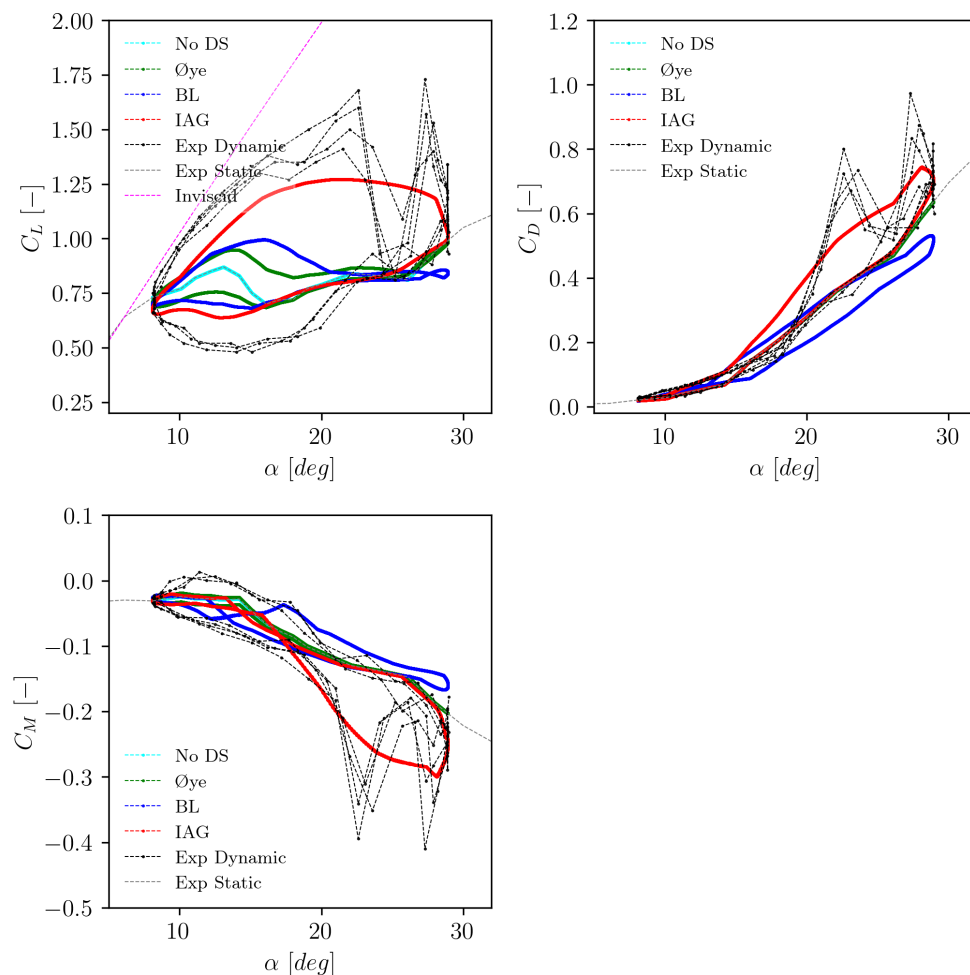 2.00
1.75
1.50
1.25
1.00
0.75
0.50
0.25
C_L [−]
No DS
Øye
BL
IAG
Exp Dynamic
Exp Static
Inviscid
10 20 30
α [deg]
1.2
1.0
0.8
0.6
0.4
0.2
0.0
C_D [−]
No DS
Øye
BL
IAG
Exp Dynamic
Exp Static
10 20 30
α [deg]
0.1
0.0
−0.1
−0.2
−0.3
−0.4
−0.5
C_M [−]
No DS
Øye
BL
IAG
Exp Dynamic
Exp Static
10 20 30
α [deg]